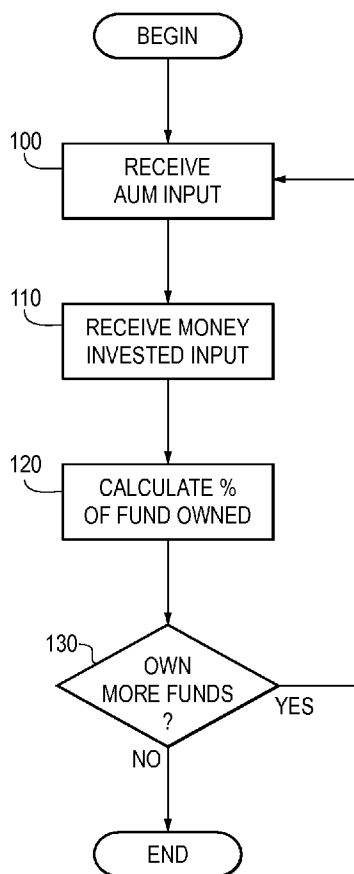 BEGIN
100
RECEIVE
AUM INPUT
110
RECEIVE MONEY
INVESTED INPUT
120
CALCULATE %
OF FUND OWNED
130
OWN
MORE FUNDS
?
YES
NO
END